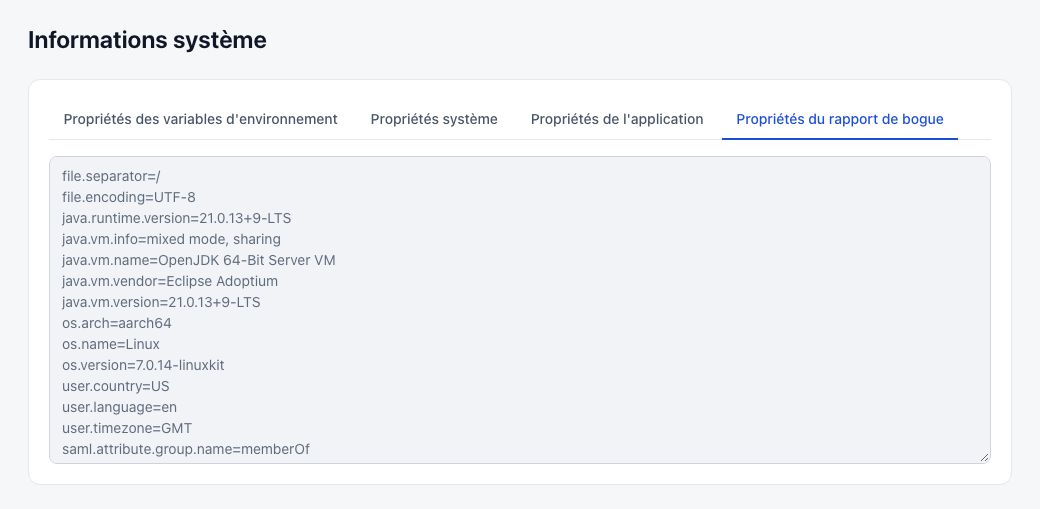 Informations système
Propriétés des variables d'environnement
Propriétés système
Propriétés de l'application
Propriétés du rapport de bogue
file.separator=/
file.encoding=UTF-8
java.runtime.version=21.0.13+9-LTS
java.vm.info=mixed mode, sharing
java.vm.name=OpenJDK 64-Bit Server VM
java.vm.vendor=Eclipse Adoptium
java.vm.version=21.0.13+9-LTS
os.arch=aarch64
os.name=Linux
os.version=7.0.14-linuxkit
user.country=US
user.language=en
user.timezone=GMT
saml.attribute.group.name=memberOf